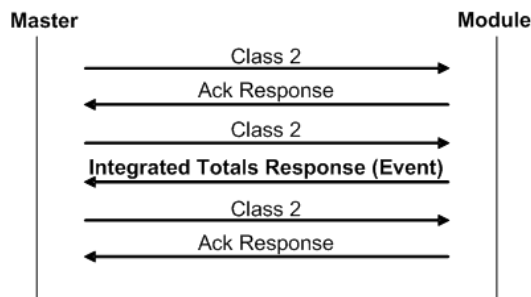 Master Module
Class 2
Ack Response
Class 2
Integrated Totals Response (Event)
Class 2
Ack Response